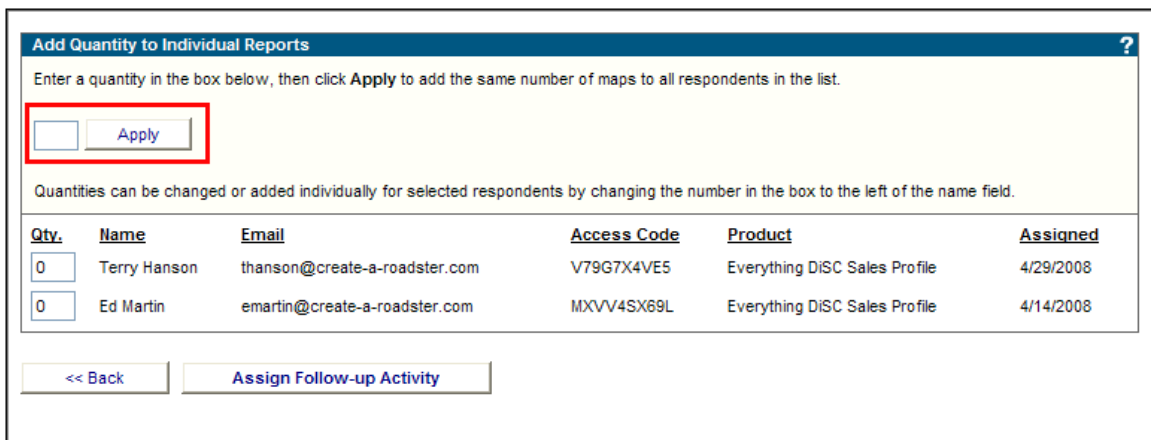 Add Quantity to Individual Reports ?
Enter a quantity in the box below, then click Apply to add the same number of maps to all respondents in the list.
Apply
Quantities can be changed or added individually for selected respondents by changing the number in the box to the left of the name field.
Qty. Name Email Access Code Product Assigned
0 Terry Hanson thanson@create-a-roadster.com V79G7X4VE5 Everything DiSC Sales Profile 4/29/2008
0 Ed Martin emartin@create-a-roadster.com MXVV4SX69L Everything DiSC Sales Profile 4/14/2008
<< Back Assign Follow-up Activity